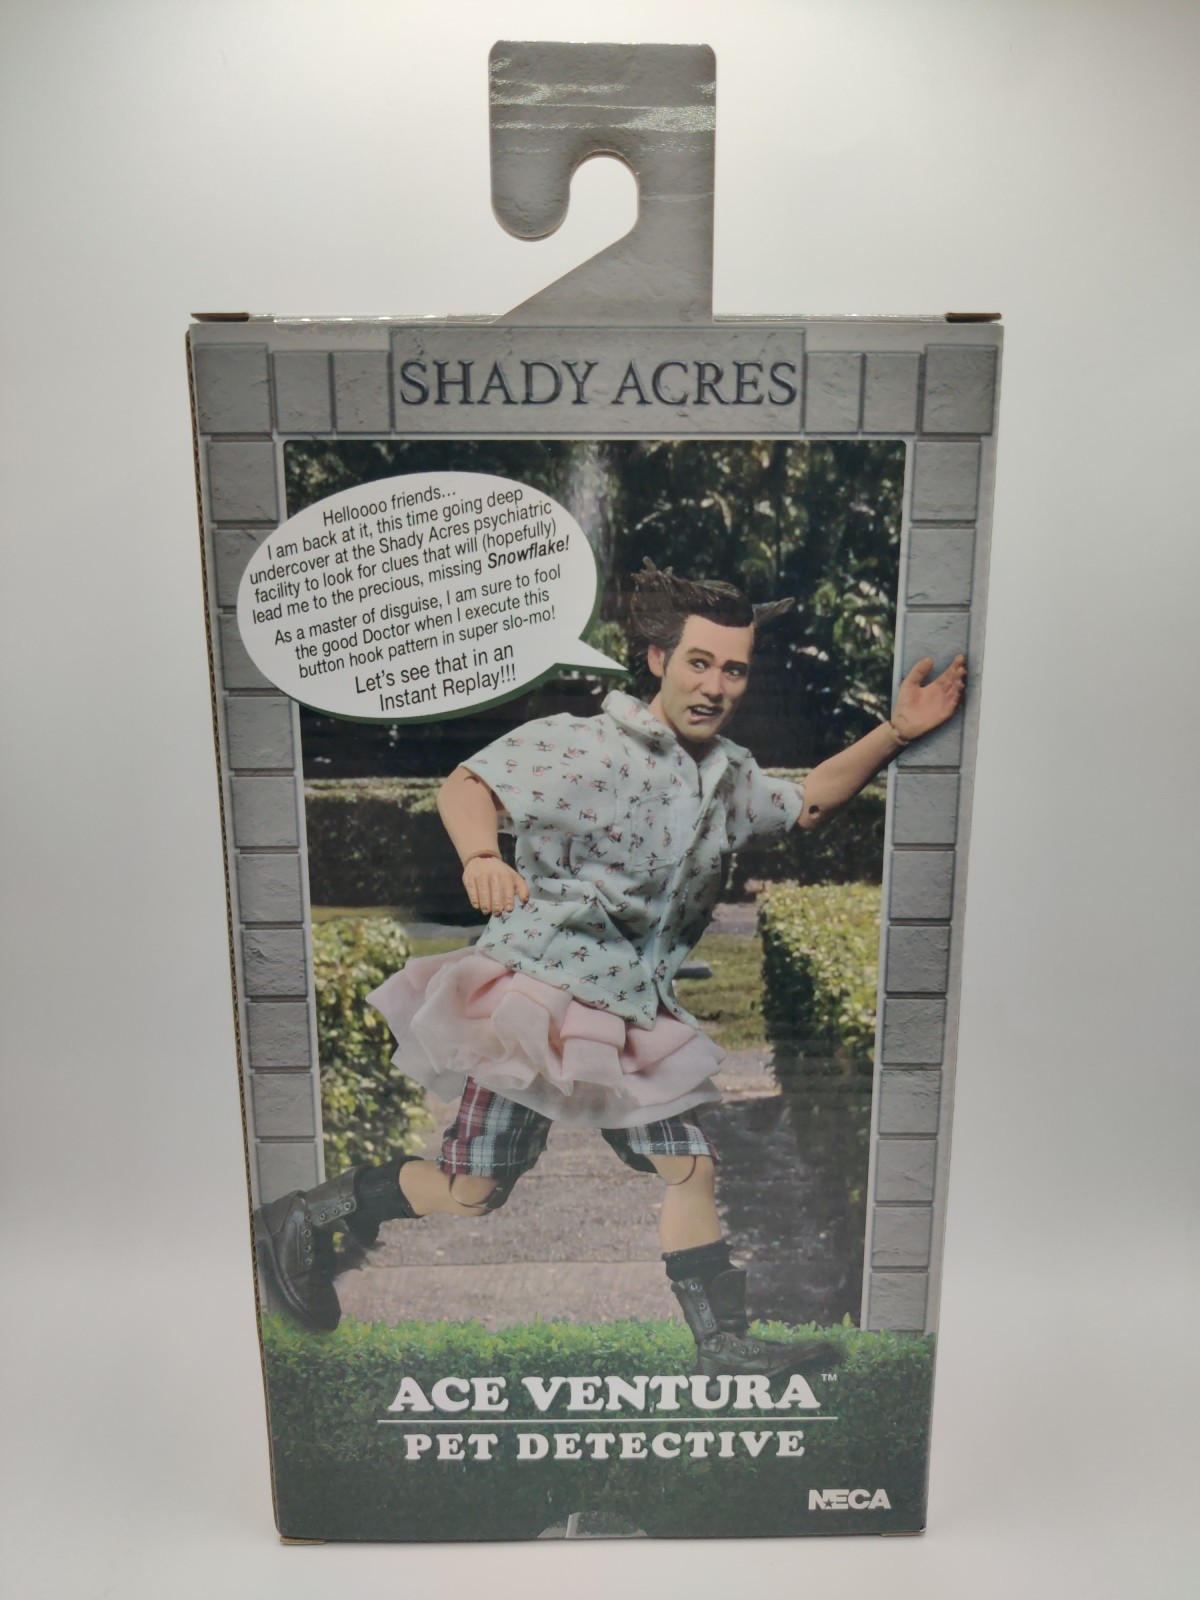 SHADY ACRES
Helloooo friends...
I am back at it, this time going deep
undercover at the Shady Acres psychiatric
facility to look for clues that will (hopefully)
lead me to the precious, missing Snowflake!
As a master of disguise, I am sure to fool
the good Doctor when I execute this
button hook pattern in super slo-mo!
Let's see that in an
Instant Replay!!!
ACE VENTURA™
PET DETECTIVE
NECA